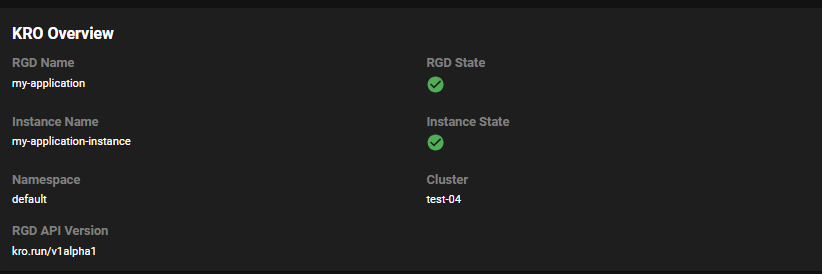 KRO Overview
RGD Name
RGD State
my-application
Instance Name
Instance State
my-application-instance
Namespace
Cluster
default
test-04
RGD API Version
kro.run/v1alpha1